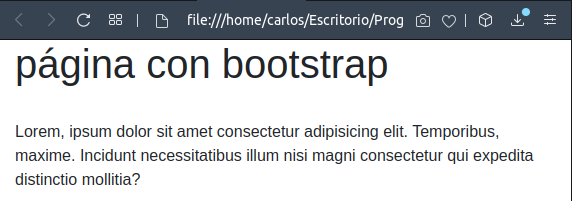 file:///home/carlos/Escritorio/Prog
página con bootstrap
Lorem, ipsum dolor sit amet consectetur adipisicing elit. Temporibus,
maxime. Incidunt necessitatibus illum nisi magni consectetur qui expedita
distinctio mollitia?